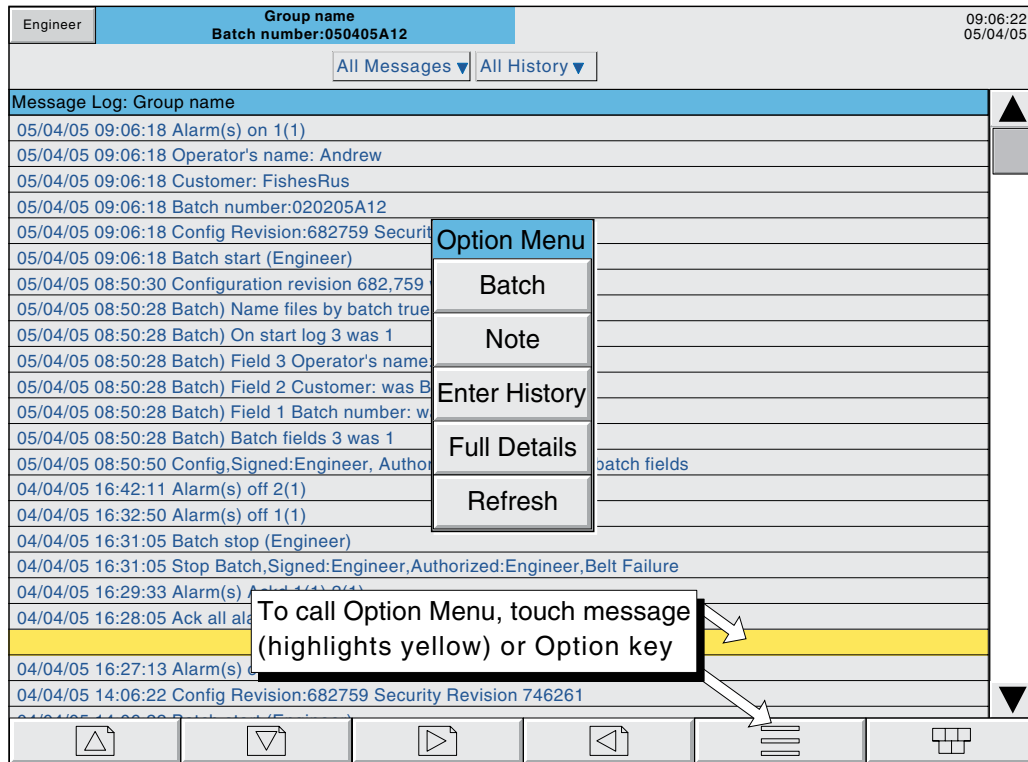 Engineer
Group name
Batch number:050405A12
09:06:22
05/04/05
All Messages
All History
Message Log: Group name
05/04/05 09:06:18 Alarm(s) on 1(1)
05/04/05 09:06:18 Operator's name: Andrew
05/04/05 09:06:18 Customer: FishesRus
05/04/05 09:06:18 Batch number:020205A12
05/04/05 09:06:18 Config Revision:682759 Securit
05/04/05 09:06:18 Batch start (Engineer)
05/04/05 08:50:30 Configuration revision 682,759
05/04/05 08:50:28 Batch) Name files by batch true
05/04/05 08:50:28 Batch) On start log 3 was 1
05/04/05 08:50:28 Batch) Field 3 Operator's name:
05/04/05 08:50:28 Batch) Field 2 Customer: was B
05/04/05 08:50:28 Batch) Field 1 Batch number: w
05/04/05 08:50:28 Batch) Batch fields 3 was 1
05/04/05 08:50:50 Config,Signed:Engineer, Author batch fields
04/04/05 16:42:11 Alarm(s) off 2(1)
04/04/05 16:32:50 Alarm(s) off 1(1)
04/04/05 16:31:05 Batch stop (Engineer)
04/04/05 16:31:05 Stop Batch,Signed:Engineer,Authorized:Engineer,Belt Failure
04/04/05 16:29:33 Alarm(s)
04/04/05 16:28:05 Ack all ala
04/04/05 16:27:13 Alarm(s)
04/04/05 14:06:22 Config Revision:682759 Security Revision 746261
Option Menu
Batch
Note
Enter History
Full Details
Refresh
To call Option Menu, touch message
(highlights yellow) or Option key